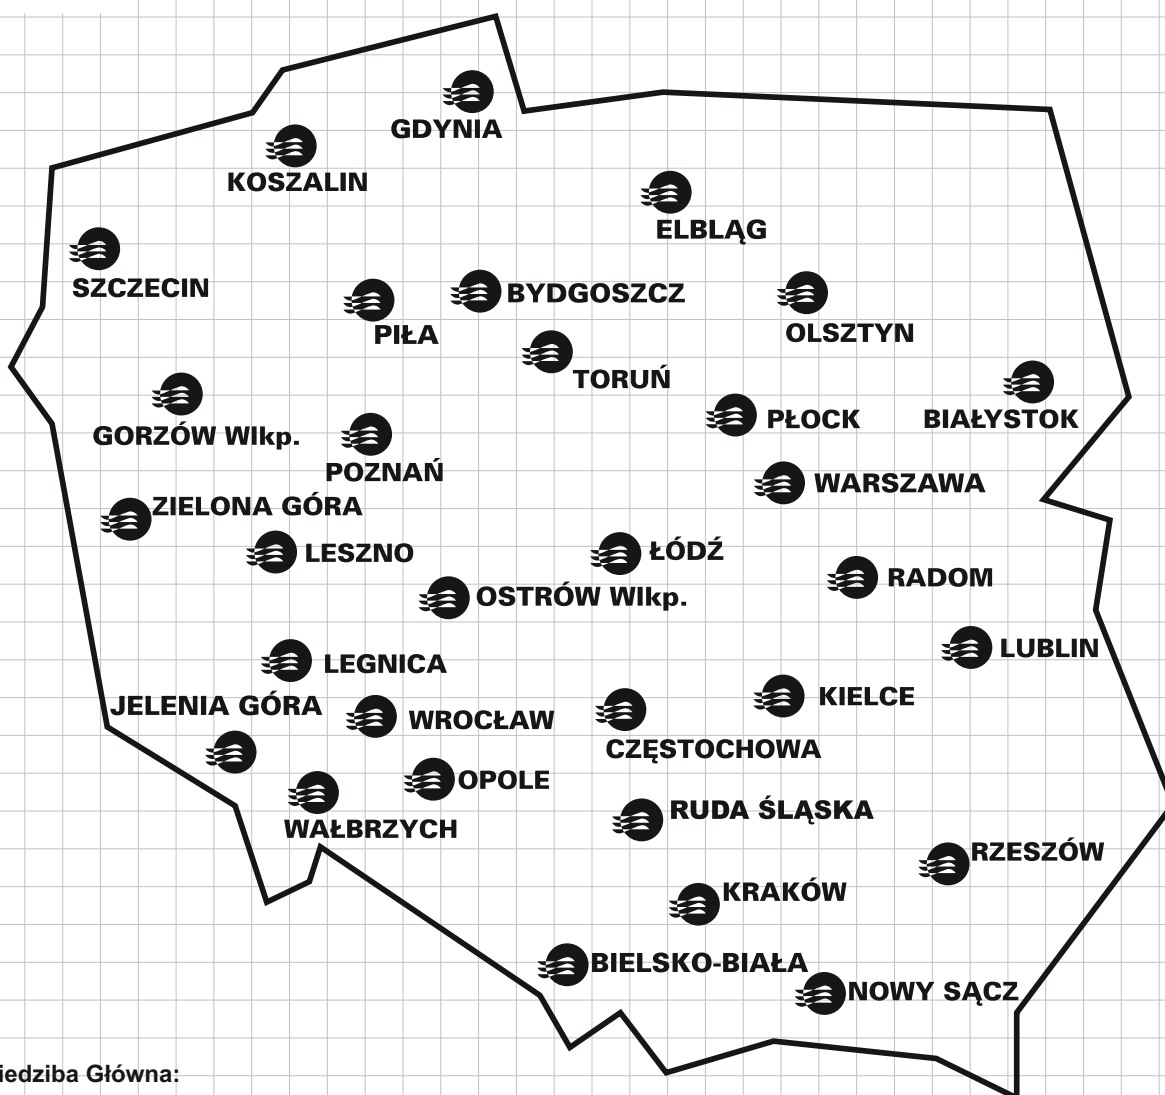 GDYNIA
KOSZALIN
ELBLĄG
SZCZECIN
BYDGOSZCZ
PIŁA
OLSZTYN
TORUŃ
PŁOCK
BIAŁYSTOK
GORZÓW Wlkp.
POZNAŃ
WARSZAWA
ZIELONA GÓRA
LESZNO
ŁÓDŹ
RADOM
OSTRÓW Wlkp.
LUBLIN
LEGNICA
KIELCE
JELENIA GÓRA
WROCŁAW
CZĘSTOCHOWA
OPOLE
RUDA ŚLĄSKA
WAŁBRZYCH
RZESZÓW
KRAKÓW
BIELSKO-BIAŁA
NOWY SĄCZ
iedziba Główna: